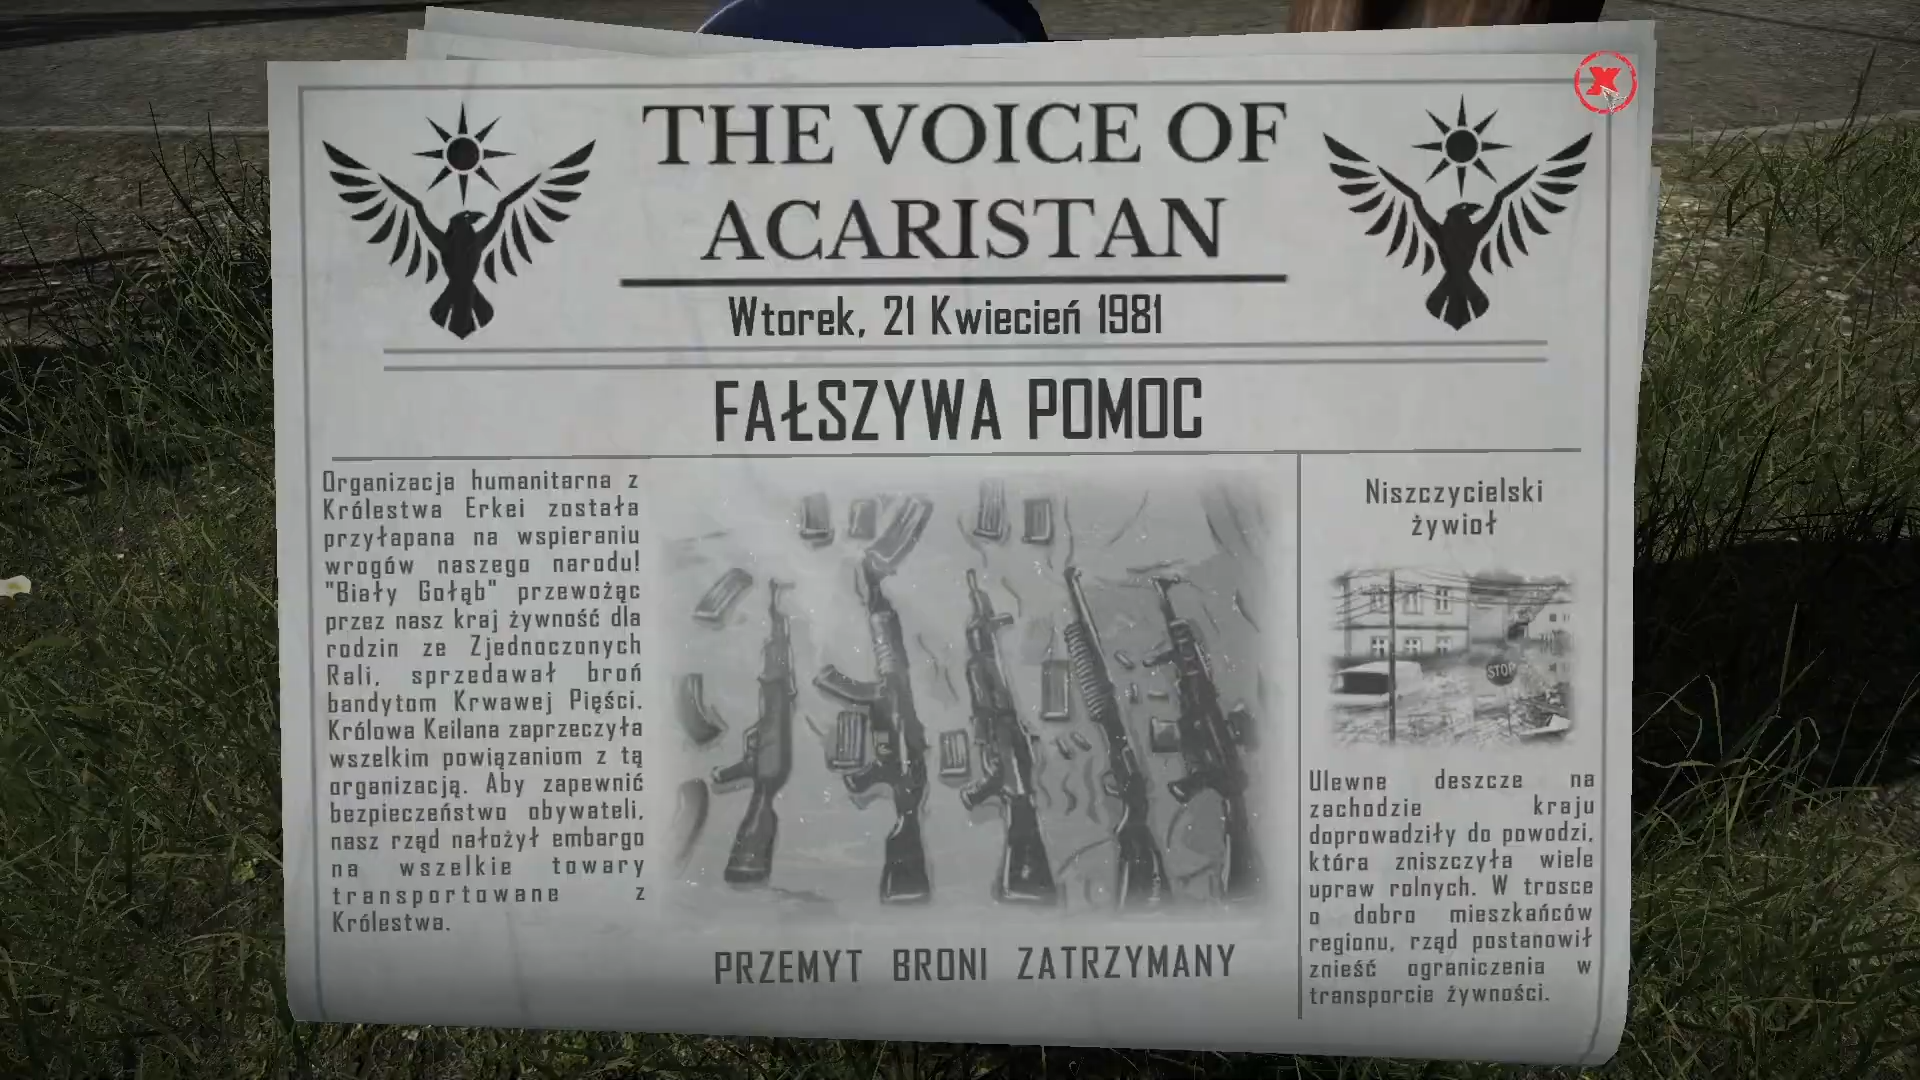 THE VOICE OF
ACARISTAN
Wtorek, 21 Kwiecień 1981
FAŁSZYWA POMOC
Organizacja humanitarna z
Królestwa Erkei została
przyłapana na wspieraniu
wrogów naszego narodu!
"Biały Gołąb" przewożąc
przez nasz kraj żywność dla
rodzin ze Zjednoczonych
Rali, sprzedawał broń
bandytom Krwawej Pięści.
Królowa Keilana zaprzeczyła
wszelkim powiązaniom z tą
organizacją. Aby zapewnić
bezpieczeństwo obywateli,
nasz rząd nałożył embargo
na wszelkie towary
transportowane z
Królestwa.
PRZEMYT BRONI ZATRZYMANY
Niszczycielski
żywioł
STOP
Ulewne deszcze na
zachodzie kraju
doprowadziły do powodzi,
która zniszczyła wiele
upraw rolnych. W trosce
o dobro mieszkańców
regionu, rząd postanowił
znieść ograniczenia w
transporcie żywności.